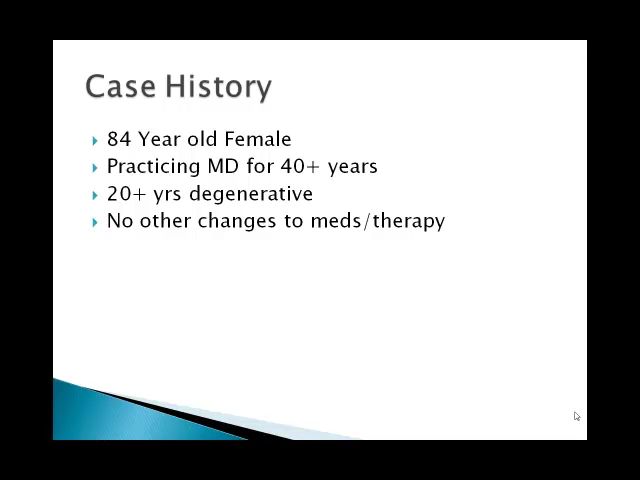 Case History
84 Year old Female
Practicing MD for 40+ years
20+ yrs degenerative
No other changes to meds/therapy